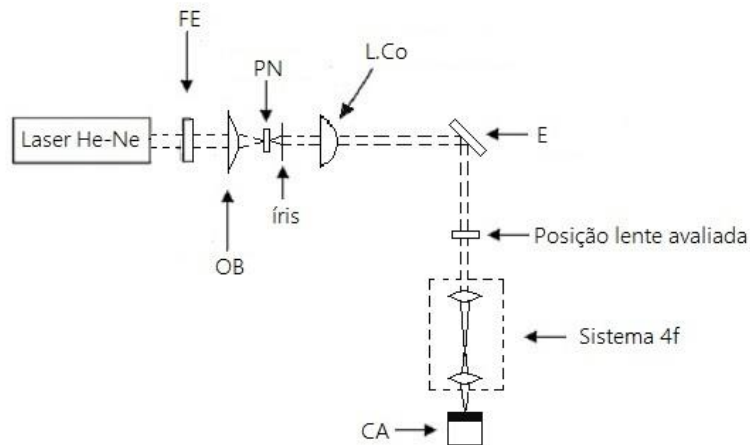 FE
PN
L.Co
Laser He-Ne
E
íris
OB
Posição lente avaliada
Sistema 4f
CA